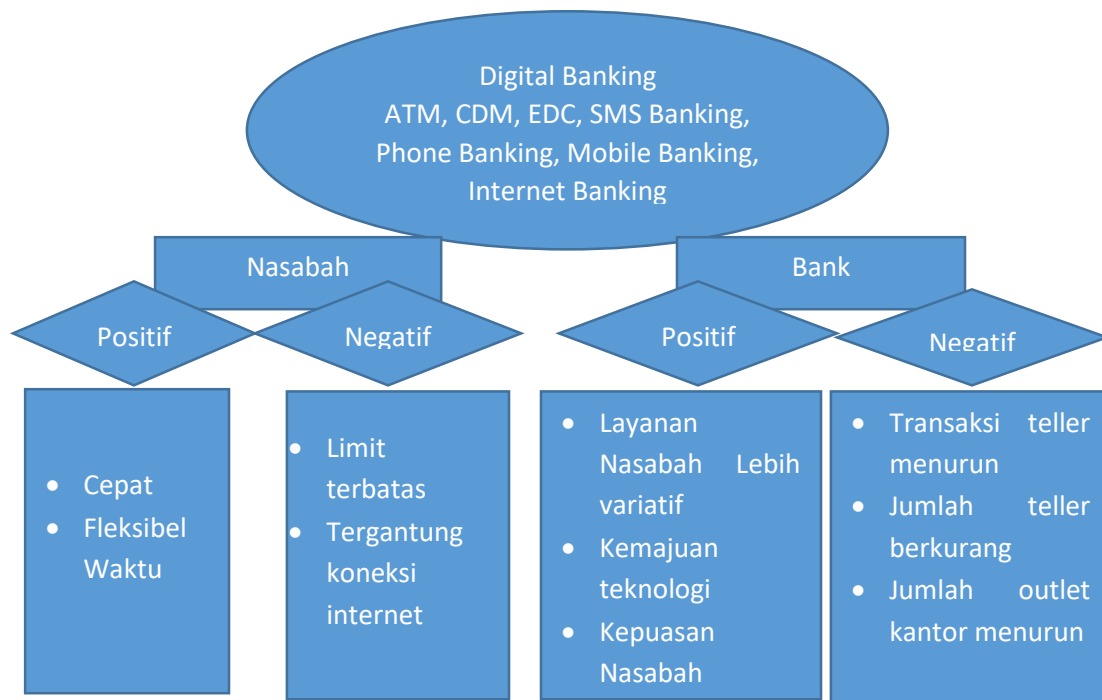 Digital Banking
ATM, CDM, EDC, SMS Banking,
Phone Banking, Mobile Banking,
Internet Banking
Nasabah
Bank
Positif
Negatif
Positif
Negatif
• Cepat
• Fleksibel
Waktu
• Limit
terbatas
• Tergantung
koneksi
internet
• Layanan
Nasabah Lebih
variatif
• Kemajuan
teknologi
• Kepuasan
Nasabah
• Transaksi teller
menurun
• Jumlah teller
berkurang
• Jumlah outlet
kantor menurun